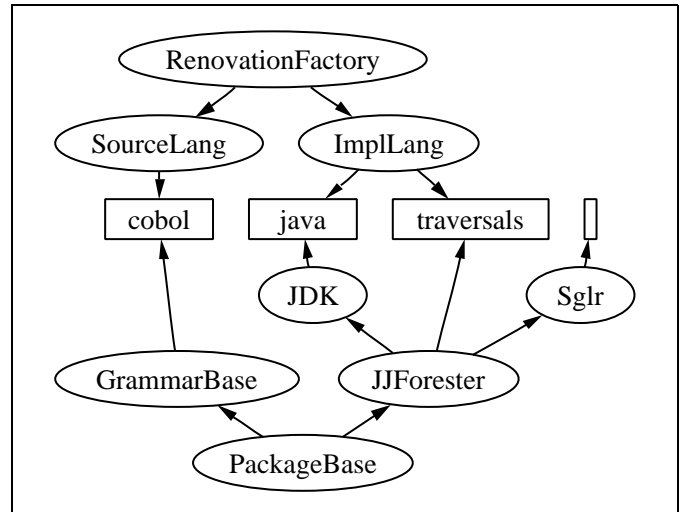 RenovationFactory
SourceLang
ImplLang
cobol
java
traversals
JDK
Sglr
GrammarBase
JJForester
PackageBase